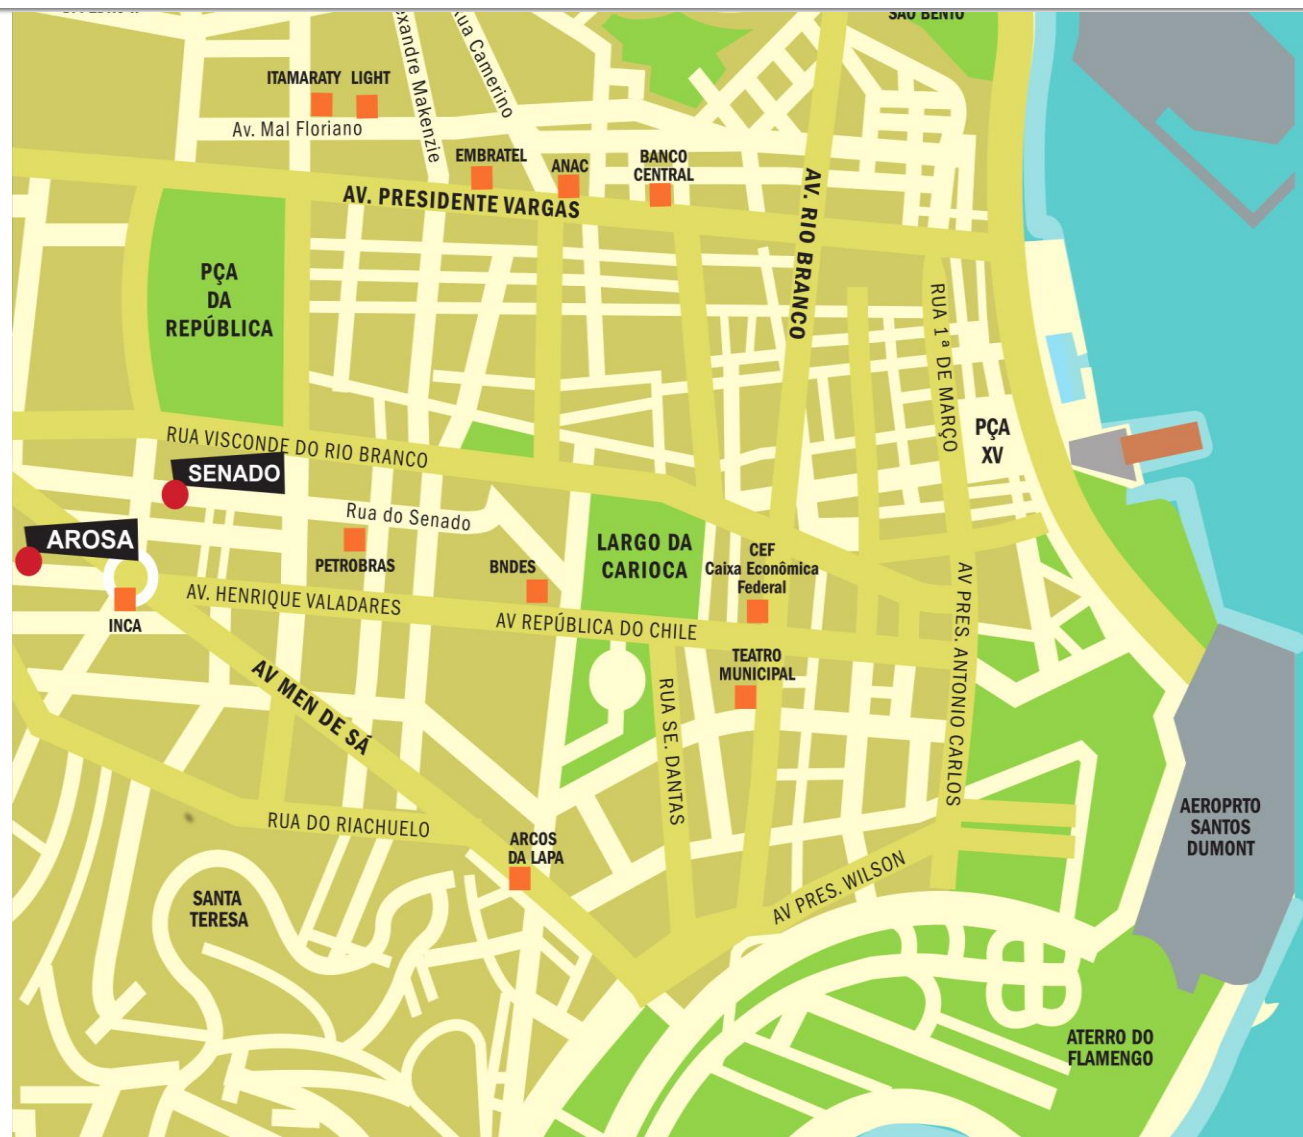 SAO BENTO
Rua Camerino
Makenzie
ITAMARATY
LIGHT
Av. Mal Floriano
EMBRATEL
ANAC
BANCO
CENTRAL
AV. PRESIDENTE VARGAS
AV. RIO BRANCO
PÇA
DA
REPÚBLICA
RUA 1ª DE MARÇO
PÇA
XV
RUA VISCONDE DO RIO BRANCO
SENADO
Rua do Senado
AROSA
PETROBRAS
BNDES
LARGO DA
CARIOCA
CEF
Caixa Econômica
Federal
INCA
AV. HENRIQUE VALADARES
AV REPÚBLICA DO CHILE
AV PRES. ANTONIO CARLOS
TEATRO
MUNICIPAL
AV MEN DE SÁ
RUA SE. DANTAS
RUA DO RIACHUELO
ARCOS
DA LAPA
AV PRES. WILSON
AEROPRTO
SANTOS
DUMONT
SANTA
TERESA
ATERRO DO
FLAMENGO